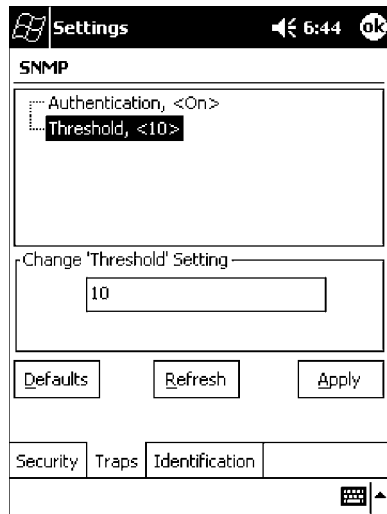 Settings 6:44 ok
SNMP
Authentication, <On>
Threshold, <10>
Change 'Threshold' Setting
10
Defaults Refresh Apply
Security Traps Identification